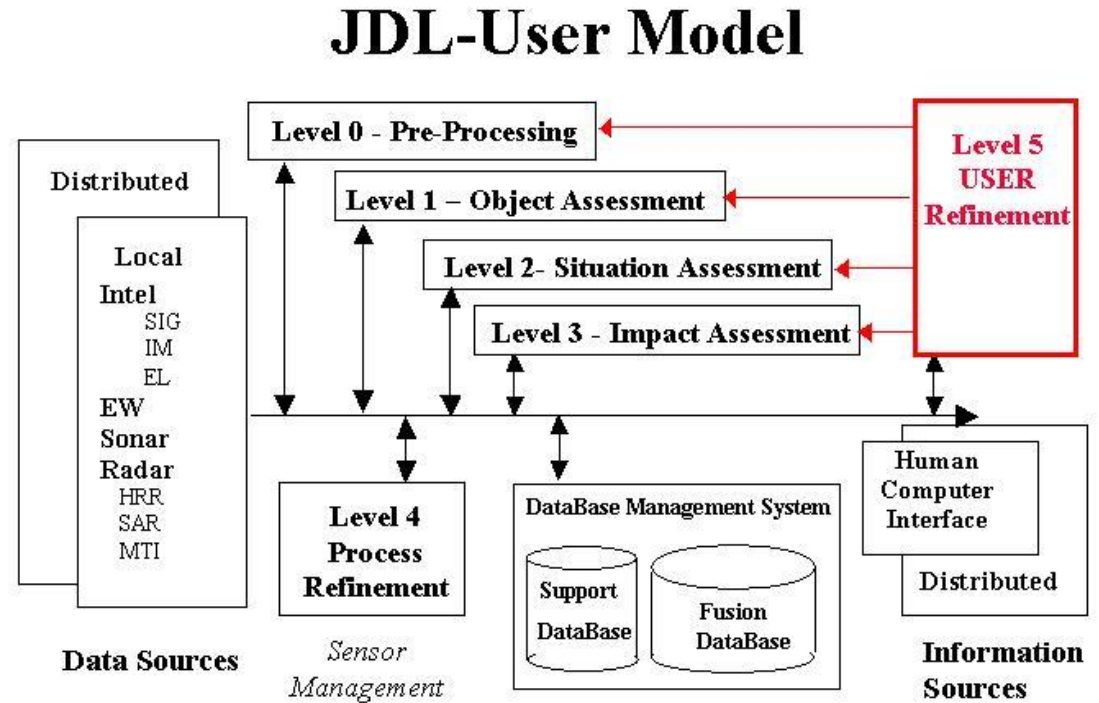 JDL-User Model
Level 0 - Pre-Processing
Level 1 – Object Assessment
Level 2- Situation Assessment
Level 3 - Impact Assessment
Level 5
USER
Refinement
Distributed
Local
Intel
SIG
IM
EL
EW
Sonar
Radar
HRR
SAR
MTI
Data Sources
Level 4
Process
Refinement
Sensor
Management
DataBase Management System
Support
DataBase
Fusion
DataBase
Human
Computer
Interface
Distributed
Information
Sources